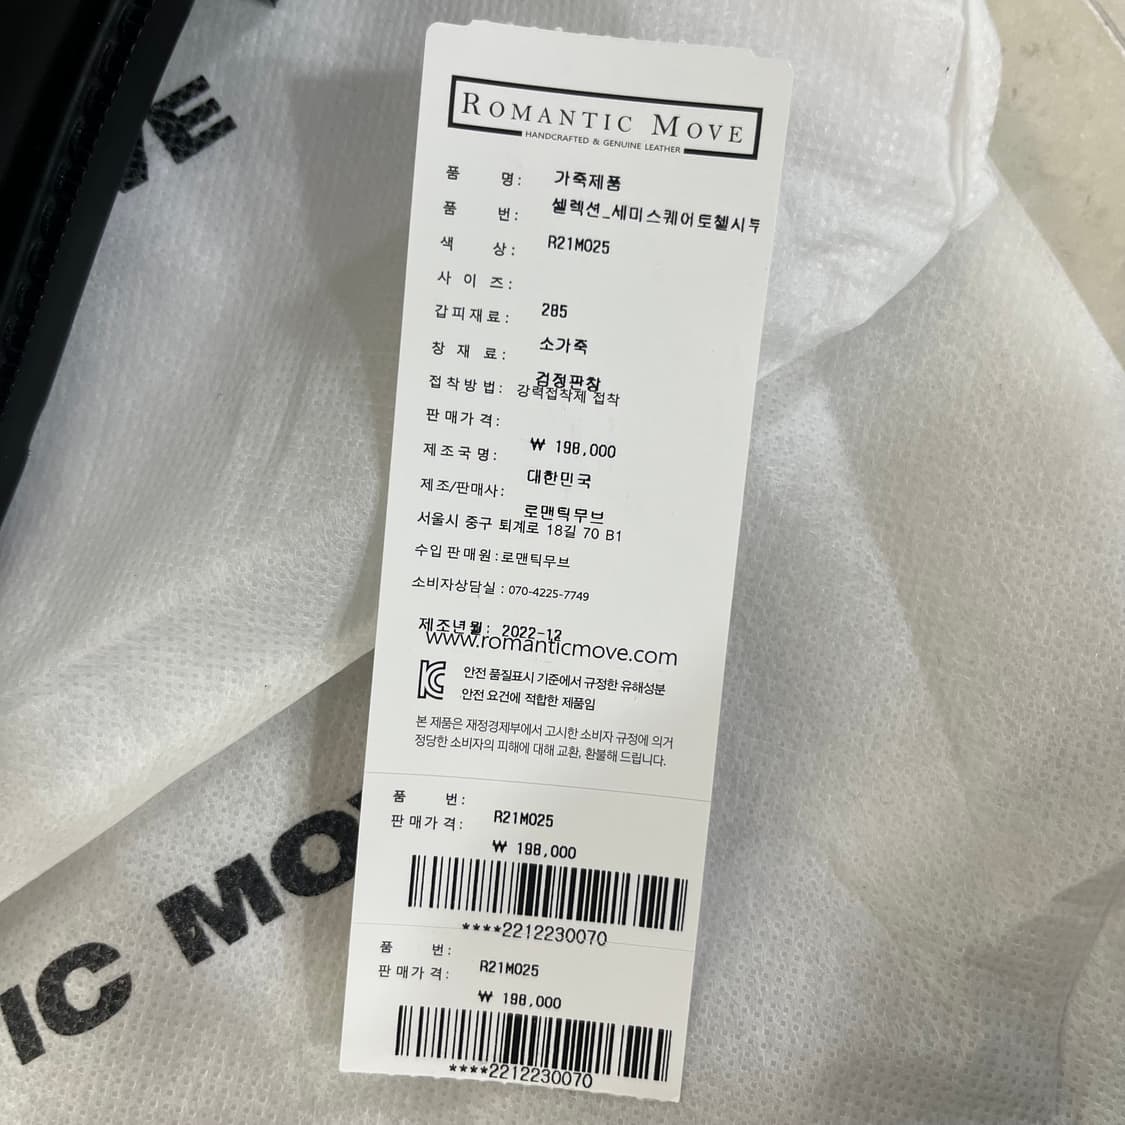 ROMANTIC MOVE
HANDCRAFTED & GENUINE LEATHER
품 명: 가죽제품
품 번: 셀렉션_세미스퀘어토첼시
색 상: R21M025
사 이 즈:
갑피재료: 285
창 재 료: 소가죽
검정판창
접착방법: 강력접착제 접착
판매가격:
₩ 198,000
제조국명:
대한민국
제조/판매사:
로맨틱무브
서울시 중구 퇴계로 18길 70 B1
수입 판매원 : 로맨틱무브
소비자상담실 : 070-4225-7749
제조년월: 2022-12
www.romanticmove.com
안전 품질표시 기준에서 규정한 유해성분
안전 요건에 적합한 제품임
본 제품은 재정경제부에서 고시한 소비자 규정에 의거
정당한 소비자의 피해에 대해 교환, 환불해 드립니다.
품 번: R21M025
판매가격: ₩ 198,000
****2212230070
품 번: R21M025
판매가격: ₩ 198,000
****2212230070
VE
IC MO